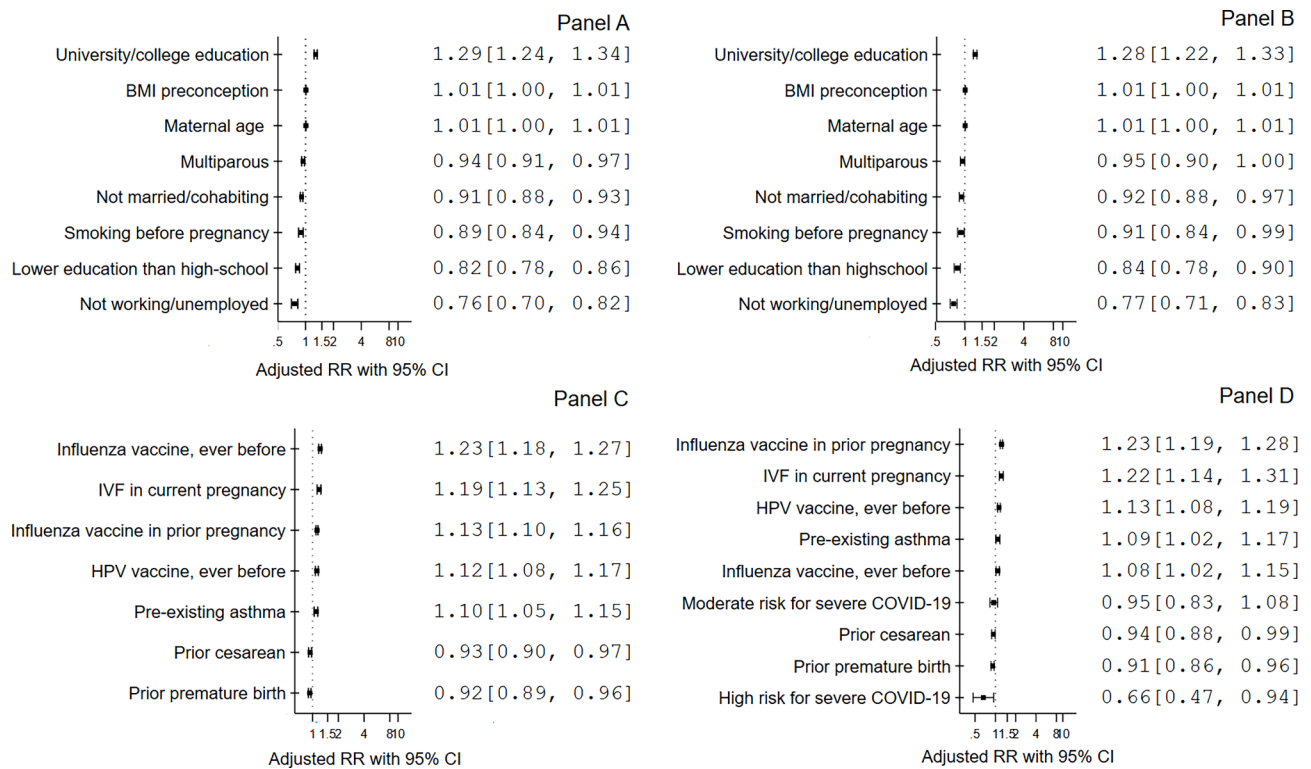 Panel A
University/college education 1.29[1.24, 1.34]
BMI preconception 1.01[1.00, 1.01]
Maternal age 1.01[1.00, 1.01]
Multiparous 0.94[0.91, 0.97]
Not married/cohabiting 0.91[0.88, 0.93]
Smoking before pregnancy 0.89[0.84, 0.94]
Lower education than high-school 0.82[0.78, 0.86]
Not working/unemployed 0.76[0.70, 0.82]
.5 1 1.52 4 810
Adjusted RR with 95% CI
Panel B
University/college education 1.28[1.22, 1.33]
BMI preconception 1.01[1.00, 1.01]
Maternal age 1.01[1.00, 1.01]
Multiparous 0.95[0.90, 1.00]
Not married/cohabiting 0.92[0.88, 0.97]
Smoking before pregnancy 0.91[0.84, 0.99]
Lower education than highschool 0.84[0.78, 0.90]
Not working/unemployed 0.77[0.71, 0.83]
.5 1 1.52 4 810
Adjusted RR with 95% CI
Panel C
Influenza vaccine, ever before 1.23[1.18, 1.27]
IVF in current pregnancy 1.19[1.13, 1.25]
Influenza vaccine in prior pregnancy 1.13[1.10, 1.16]
HPV vaccine, ever before 1.12[1.08, 1.17]
Pre-existing asthma 1.10[1.05, 1.15]
Prior cesarean 0.93[0.90, 0.97]
Prior premature birth 0.92[0.89, 0.96]
1 1.52 4 810
Adjusted RR with 95% CI
Panel D
Influenza vaccine in prior pregnancy 1.23[1.19, 1.28]
IVF in current pregnancy 1.22[1.14, 1.31]
HPV vaccine, ever before 1.13[1.08, 1.19]
Pre-existing asthma 1.09[1.02, 1.17]
Influenza vaccine, ever before 1.08[1.02, 1.15]
Moderate risk for severe COVID-19 0.95[0.83, 1.08]
Prior cesarean 0.94[0.88, 0.99]
Prior premature birth 0.91[0.86, 0.96]
High risk for severe COVID-19 0.66[0.47, 0.94]
.5 11.52 4 810
Adjusted RR with 95% CI